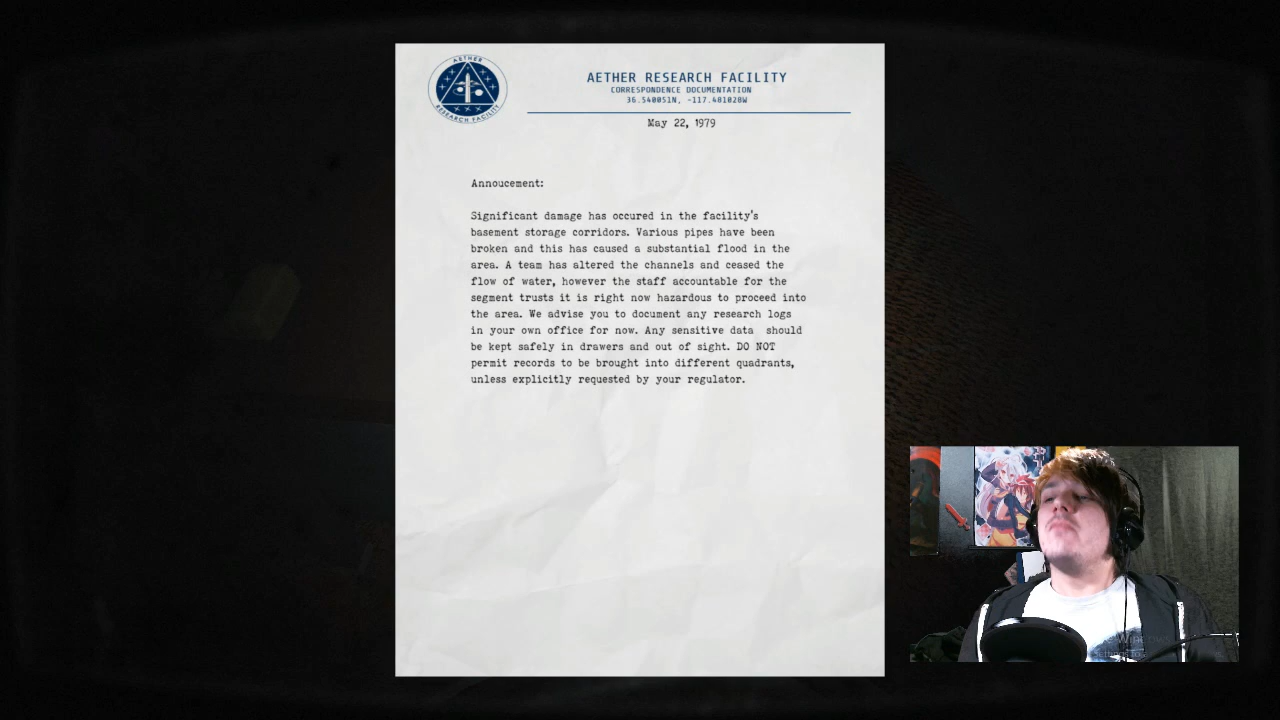 AETHER
RESEARCH FACILITY
AETHER RESEARCH FACILITY
CORRESPONDENCE DOCUMENTATION
36.540051N, -117.481028W
May 22, 1979
Annoucement:
Significant damage has occured in the facility's
basement storage corridors. Various pipes have been
broken and this has caused a substantial flood in the
area. A team has altered the channels and ceased the
flow of water, however the staff accountable for the
segment trusts it is right now hazardous to proceed into
the area. We advise you to document any research logs
in your own office for now. Any sensitive data  should
be kept safely in drawers and out of sight. DO NOT
permit records to be brought into different quadrants,
unless explicitly requested by your regulator.